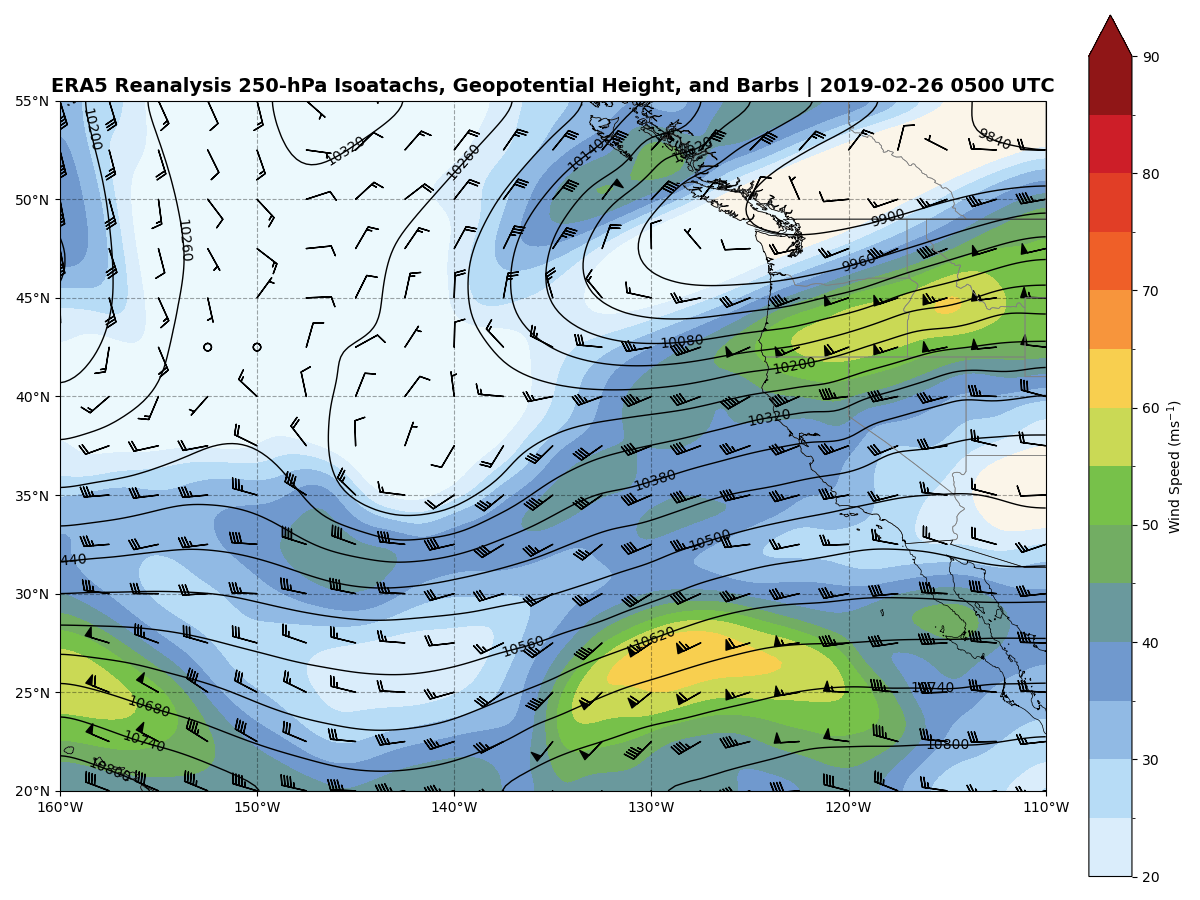 ERA5 Reanalysis 250-hPa Isoatachs, Geopotential Height, and Barbs | 2019-02-26 0500 UTC
55°N
50°N
45°N
40°N
35°N
30°N
25°N
20°N
160°W
150°W
140°W
130°W
120°W
110°W
10200
10260
10320
10260
10140
9840
9900
9960
10080
10200
10320
10380
440
10500
10560
10620
10680
10740
10740
10800
90
80
70
60
50
40
30
20
Wind Speed (ms⁻¹)